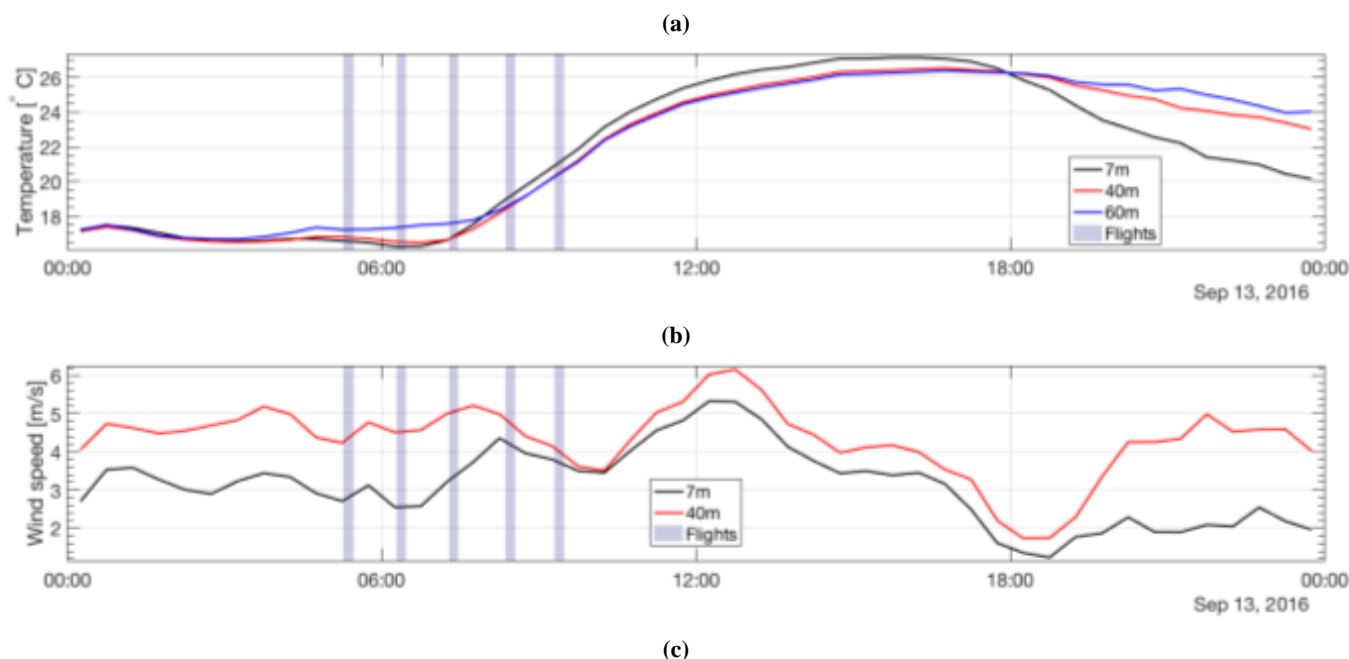 (a)
Temperature [° C]
26
24
22
20
18
7m
40m
60m
Flights
00:00 06:00 12:00 18:00 00:00
Sep 13, 2016
(b)
Wind speed [m/s]
6
5
4
3
2
7m
40m
Flights
00:00 06:00 12:00 18:00 00:00
Sep 13, 2016
(c)